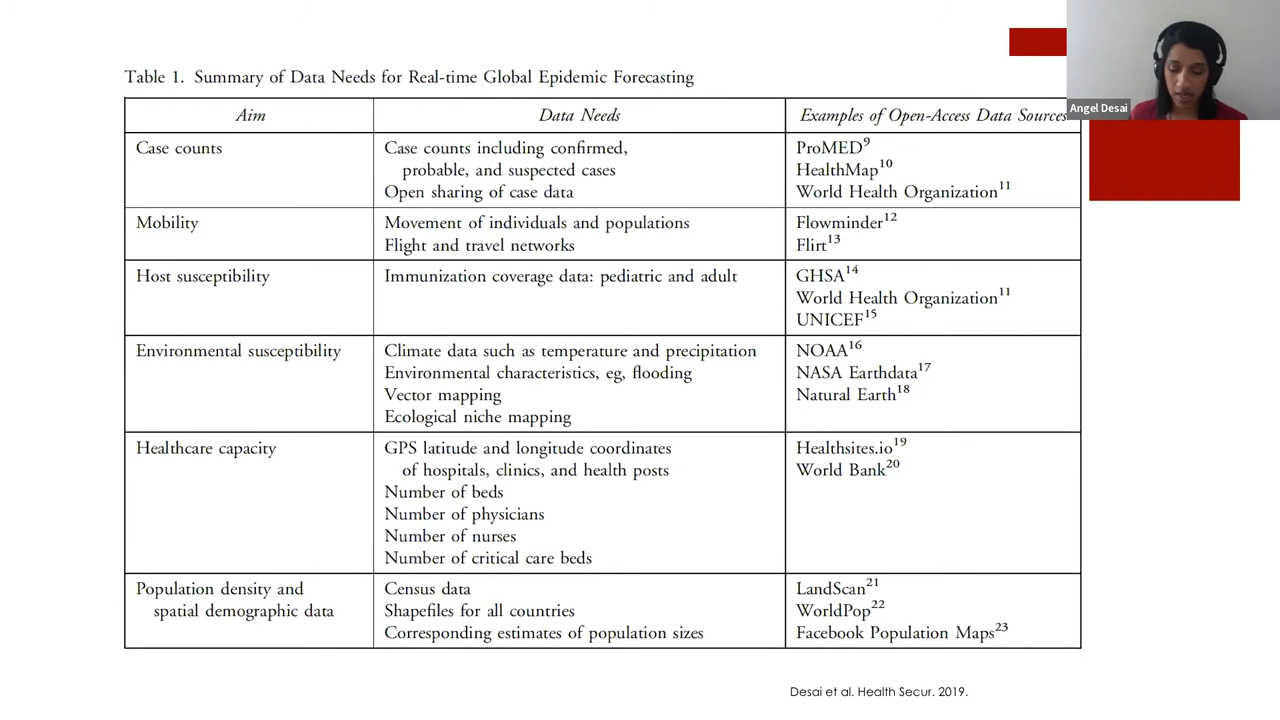 Angel Desai
Table 1. Summary of Data Needs for Real-time Global Epidemic Forecasting
Aim Data Needs Examples of Open-Access Data Sources
Case counts
Case counts including confirmed,
probable, and suspected cases
Open sharing of case data
ProMED9
HealthMap10
World Health Organization11
Mobility
Movement of individuals and populations
Flight and travel networks
Flowminder12
Flirt13
Host susceptibility
Immunization coverage data: pediatric and adult
GHSA14
World Health Organization11
UNICEF15
Environmental susceptibility
Climate data such as temperature and precipitation
Environmental characteristics, eg, flooding
Vector mapping
Ecological niche mapping
NOAA16
NASA Earthdata17
Natural Earth18
Healthcare capacity
GPS latitude and longitude coordinates
of hospitals, clinics, and health posts
Number of beds
Number of physicians
Number of nurses
Number of critical care beds
Healthsites.io19
World Bank20
Population density and
spatial demographic data
Census data
Shapefiles for all countries
Corresponding estimates of population sizes
LandScan21
WorldPop22
Facebook Population Maps23
Desai et al. Health Secur. 2019.